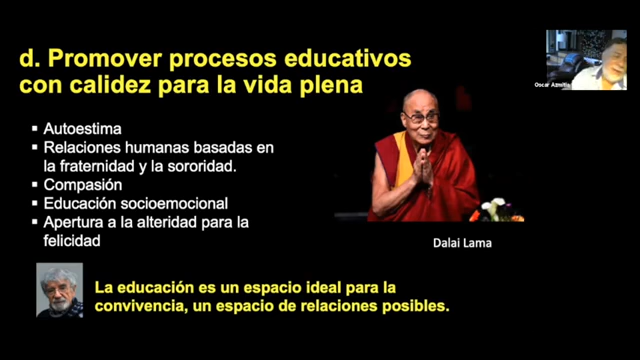 d. Promover procesos educativos
con calidez para la vida plena
Oscar Azmitia
▪ Autoestima
▪ Relaciones humanas basadas en
la fraternidad y la sororidad.
▪ Compasión
▪ Educación socioemocional
▪ Apertura a la alteridad para la
felicidad
Dalai Lama
La educación es un espacio ideal para la
convivencia, un espacio de relaciones posibles.